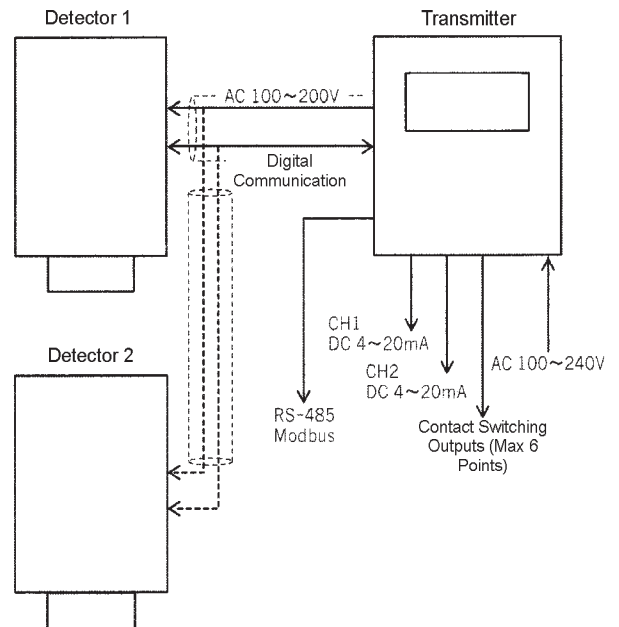 Detector 1
Transmitter
AC 100~200V
Digital
Communication
CH1
DC 4~20mA
CH2
DC 4~20mA
AC 100~240V
RS-485
Modbus
Contact Switching
Outputs (Max 6
Points)
Detector 2